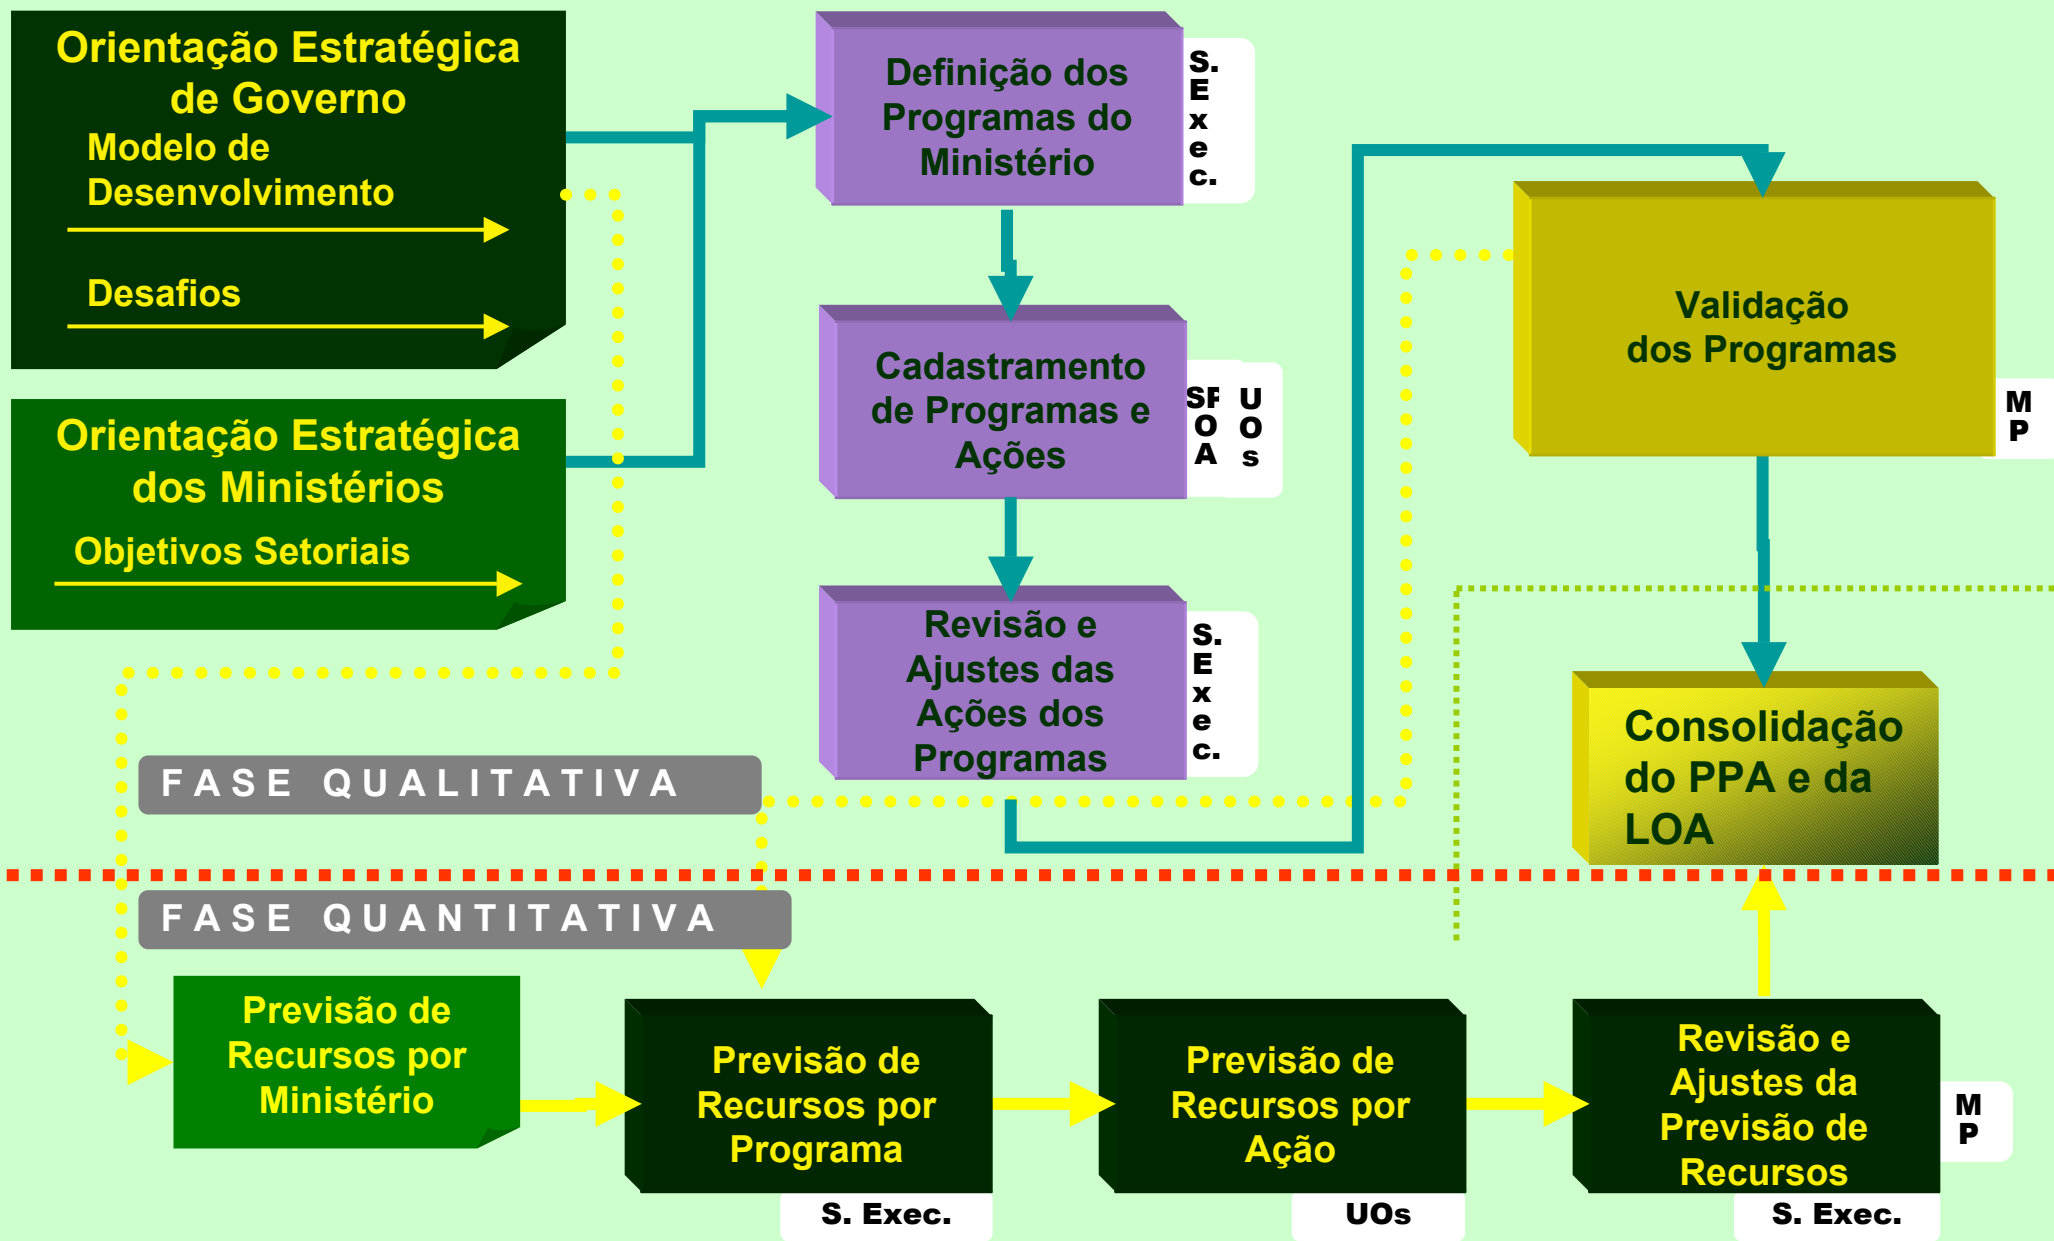 Orientação Estratégica
de Governo
Modelo de
Desenvolvimento
Desafios
Orientação Estratégica
dos Ministérios
Objetivos Setoriais
Definição dos
Programas do
Ministério
S.
E
x
e
c.
Cadastramento
de Programas e
Ações
SP
O
A
U
O
s
Revisão e
Ajustes das
Ações dos
Programas
S.
E
x
e
c.
Validação
dos Programas
M
P
Consolidação
do PPA e da
LOA
FASE QUALITATIVA
FASE QUANTITATIVA
Previsão de
Recursos por
Ministério
Previsão de
Recursos por
Programa
S. Exec.
Previsão de
Recursos por
Ação
UOs
Revisão e
Ajustes da
Previsão de
Recursos
M
P
S. Exec.